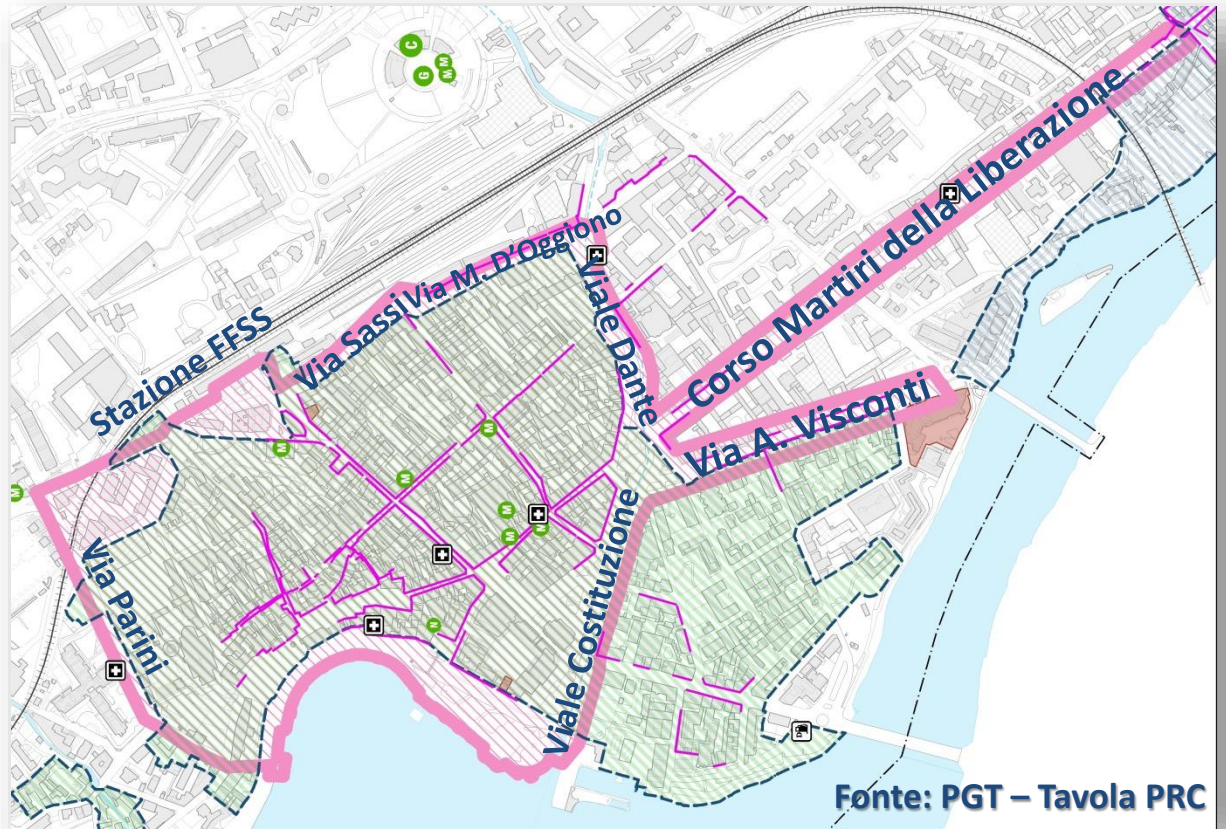 C
M
G
M
Corso Martiri della Liberazione
Via M. D'Oggiono
Via Sassi
Stazione FFSS
Viale Dante
Via A. Visconti
M
M
M
M
M
M
N
N
Via Parini
Viale Costituzione
Fonte: PGT – Tavola PRC